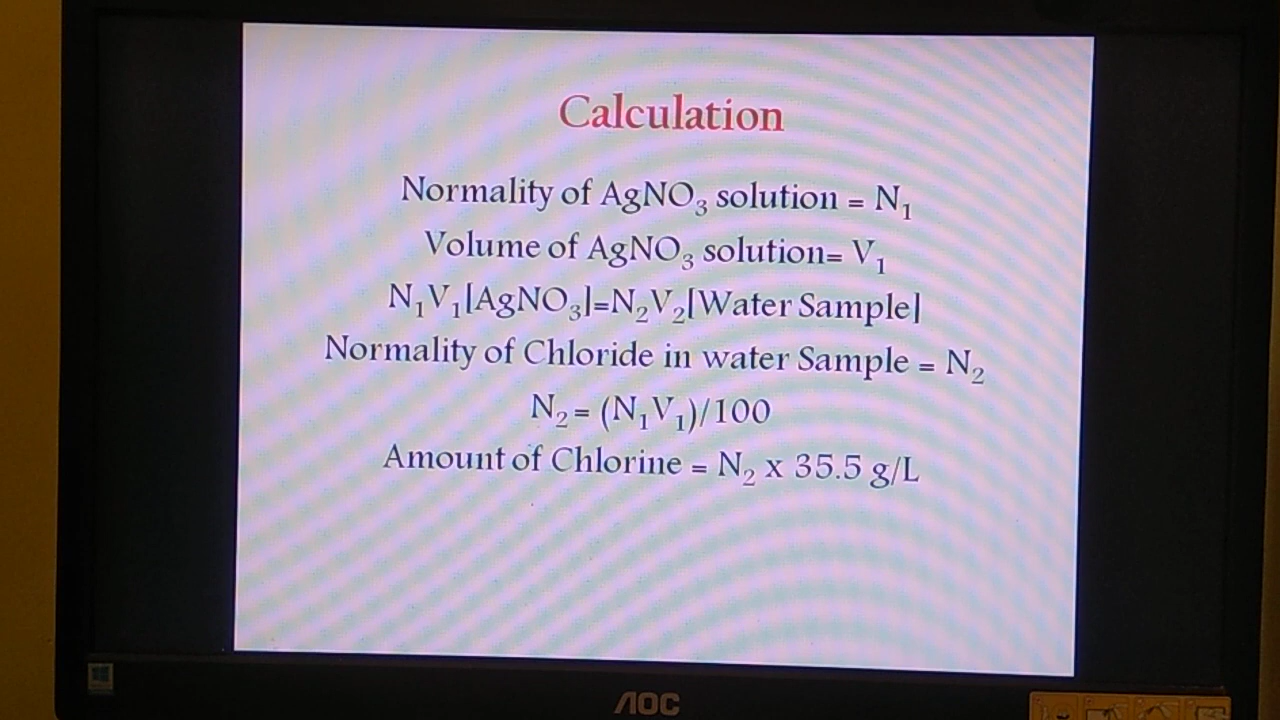 Calculation
Normality of AgNO₃ solution = N₁
Volume of AgNO₃ solution= V₁
N₁V₁[AgNO₃]=N₂V₂[Water Sample]
Normality of Chloride in water Sample = N₂
N₂= (N₁V₁)/100
Amount of Chlorine = N₂ x 35.5 g/L
AOC